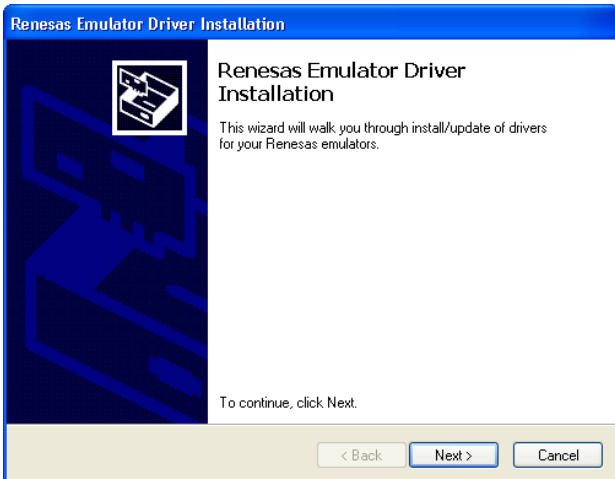 Renesas Emulator Driver Installation
Renesas Emulator Driver
Installation
This wizard will walk you through install/update of drivers
for your Renesas emulators.
To continue, click Next.
< Back Next > Cancel